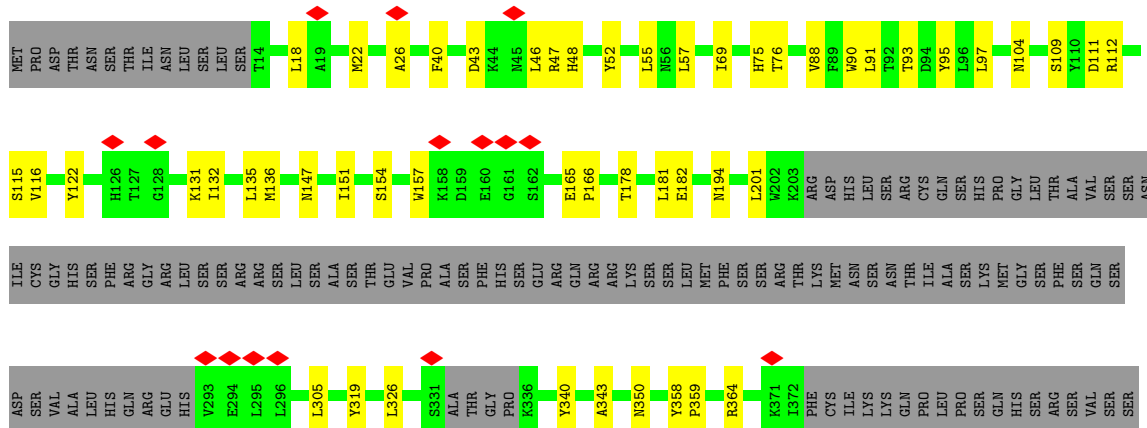 MET PRO ASP THR ASN SER THR ILE ASN LEU SER LEU SER T14 L18 A19 M22 A26 F40 D43 K44 N45 L46 R47 H48 Y52 L55 N56 L57 I69 H75 T76 V88 F89 W90 L91 T92 T93 D94 Y95 L96 L97 N104 S109 Y110 D111 R112
S115 V116 Y122 H126 T127 G128 K131 I132 L135 M136 N147 I151 S154 W157 K158 D159 E160 G161 S162 E165 P166 T178 L181 E182 N194 L201 W202 K203 ARG ASP HIS LEU SER ARG CYS GLN SER HIS PRO GLY LEU THR ALA VAL SER SER ASN
ILE CYS GLY HIS SER PHE ARG GLY ARG LEU SER SER ARG ARG SER LEU SER ALA SER THR GLU VAL PRO ALA SER PHE HIS SER GLU ARG GLN ARG ARG LYS SER SER LEU MET PHE SER SER ARG THR LYS MET ASN SER ASN THR ILE ALA SER LYS MET GLY SER PHE SER GLN SER
ASP SER VAL ALA LEU HIS GLN ARG GLU HIS V293 E294 L295 L296 L305 Y319 L326 S331 ALA THR GLY PRO K336 Y340 A343 N350 Y358 P359 R364 K371 I372 PHE CYS ILE LYS LYS GLN PRO LEU PRO SER GLN HIS SER ARG SER VAL SER SER